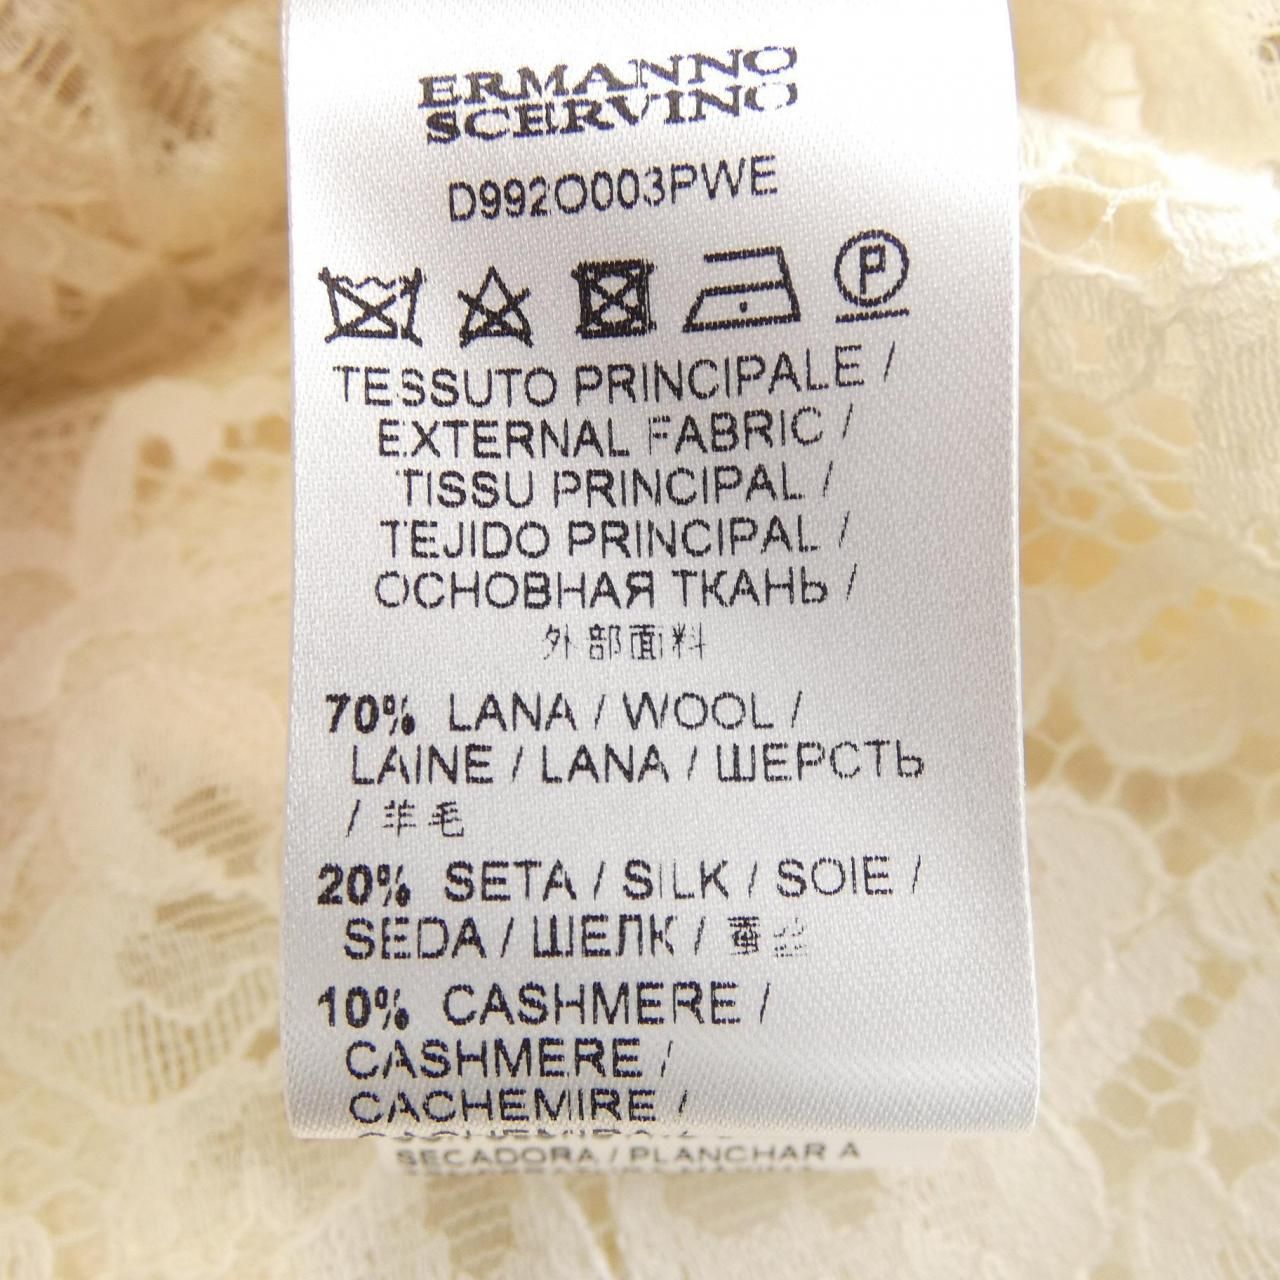 ERMANNO
SCERVINO
D992O003PWE
P
TESSUTO PRINCIPALE /
EXTERNAL FABRIC /
TISSU PRINCIPAL /
TEJIDO PRINCIPAL /
ОСНОВНАЯ ТКАНЬ /
外部面料
70% LANA / WOOL /
LAINE / LANA / ШЕРСТЬ
/ 羊毛
20% SETA / SILK / SOIE /
SEDA / ШЕЛК / 蚕丝
10% CASHMERE /
CASHMERE /
CACHEMIRE /
SECADORA / PLANCHAR A